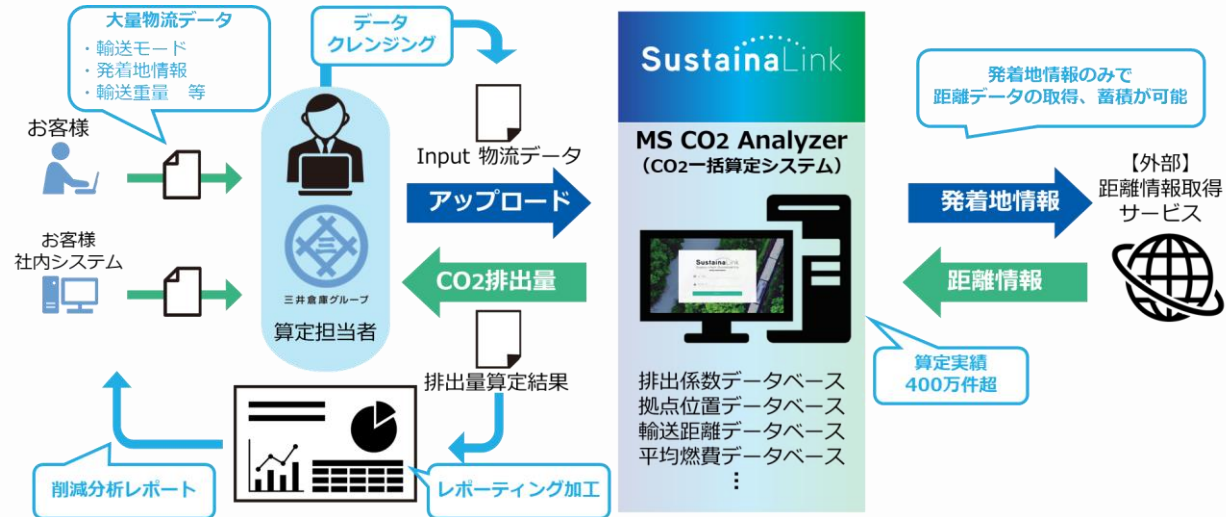 大量物流データ
・輸送モード
・発着地情報
・輸送重量 等
お客様
お客様
社内システム
データ
クレンジング
三井倉庫グループ
算定担当者
Input 物流データ
アップロード
CO2排出量
排出量算定結果
削減分析レポート
レポーティング加工
SustainaLink
MS CO2 Analyzer
（CO2一括算定システム）
SustainaLink
排出係数データベース
拠点位置データベース
輸送距離データベース
平均燃費データベース
⋮
発着地情報のみで
距離データの取得、蓄積が可能
発着地情報
距離情報
【外部】
距離情報取得
サービス
算定実績
400万件超